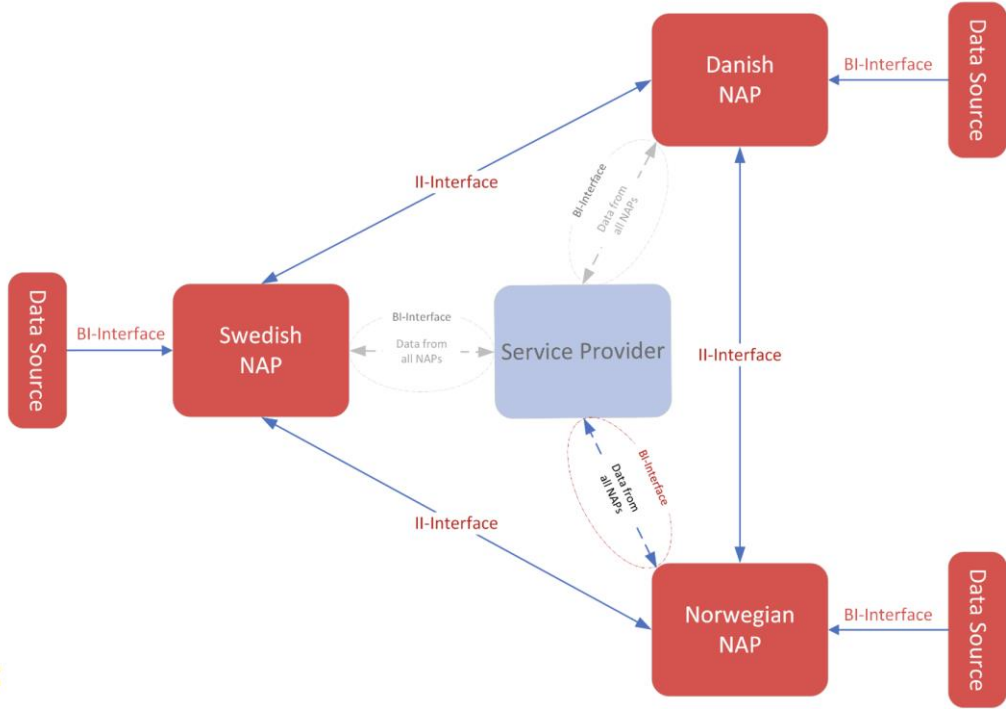 Danish
NAP
BI-Interface
Data Source
II-Interface
BI-Interface
Data from
all NAPs
Data Source
BI-Interface
Swedish
NAP
BI-Interface
Data from
all NAPs
Service Provider
II-Interface
Data from
all NAPs
BI-Interface
II-Interface
Norwegian
NAP
BI-Interface
Data Source